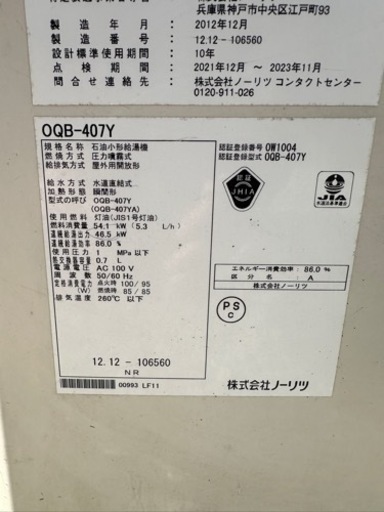 兵庫県神戸市中央区江戸町93
製造年月 2012年12月
製造番号 12.12-106560
設計標準使用期間 10年
点検期間 2021年12月 ~ 2023年11月
問合せ連絡先 株式会社ノーリツ コンタクトセンター
0120-911-026
OQB-407Y
規格名称 石油小形給湯機
燃焼方式 圧力噴霧式
給排気方式 屋外用開放形
給水方式 水道直結式
加熱形態 瞬間形
型式の呼び OQB-407Y
(OQB-407YA)
使用燃料 灯油(JIS1号灯油)
燃料消費量 54.1 kW (5.3 L/h)
連続給湯出力 46.5 kW
連続給湯効率 86.0 %
使用圧力 1 MPa以下
熱交換器容量 0.7 L
電源電圧 AC 100 V
周波数 50/60 Hz
定格消費電力 点火時 100/95
(W) 燃焼時 85/85
排気温度 260℃ 以下
12.12 - 106560
NR
00993 LF11
認証登録番号 OW1004
認証登録型式 OQB-407Y
認証
JHIA
JIA
エネルギー消費効率: 86.0 %
区分名: A
株式会社ノーリツ
PS
C
株式会社ノーリツ